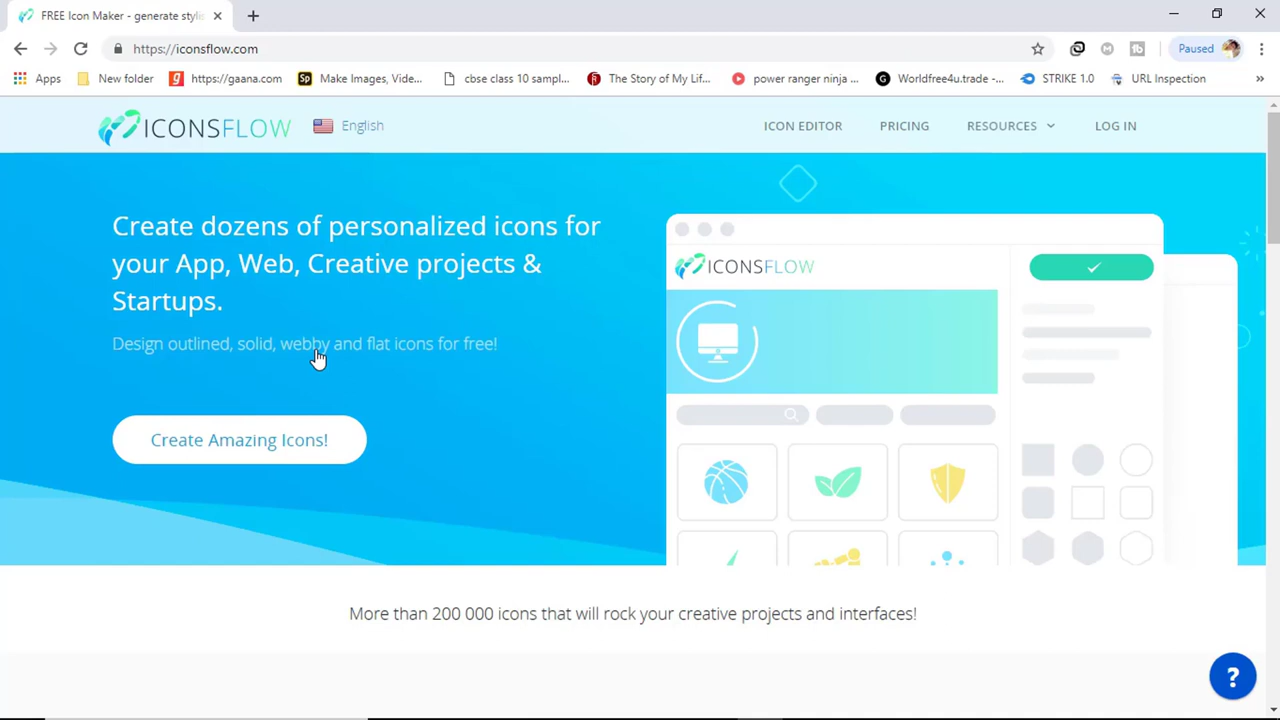 FREE Icon Maker - generate stylis
https://iconsflow.com
Paused
Apps
New folder
https://gaana.com
Sp
Make Images, Vide...
cbse class 10 sampl...
The Story of My Lif...
power ranger ninja ...
G
Worldfree4u.trade -...
STRIKE 1.0
URL Inspection
»
ICONSFLOW
English
ICON EDITOR
PRICING
RESOURCES
LOG IN
Create dozens of personalized icons for
your App, Web, Creative projects &
Startups.
Design outlined, solid, webby and flat icons for free!
Create Amazing Icons!
ICONSFLOW
More than 200 000 icons that will rock your creative projects and interfaces!
?